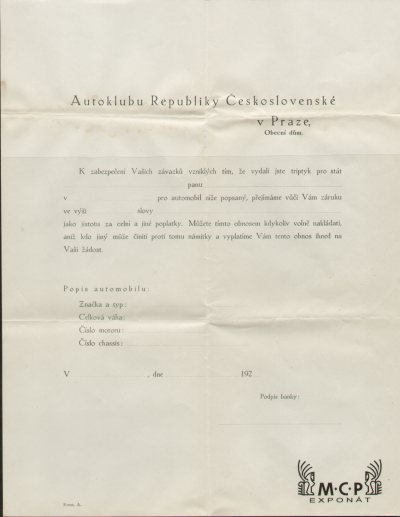 Autoklubu Republiky Československé
v Praze,
Obecní dům.
K zabezpečení Vašich závazků vzniklých tím, že vydali jste triptyk pro stát
panu
v pro automobil níže popsaný, přejímáme vůči Vám záruku
ve výši slovy
jako jistotu za celní a jiné poplatky. Můžete tímto obnosem kdykoliv volně nakládati,
aniž kdo jiný může činiti proti tomu námitky a vyplatíme Vám tento obnos ihned na
Vaši žádost.
Popis automobilu:
Značka a typ:
Celková váha:
Číslo motoru:
Číslo chassis:
V , dne 192
Podpis banky:
M·C·P
EXPONÁT
Form. A.